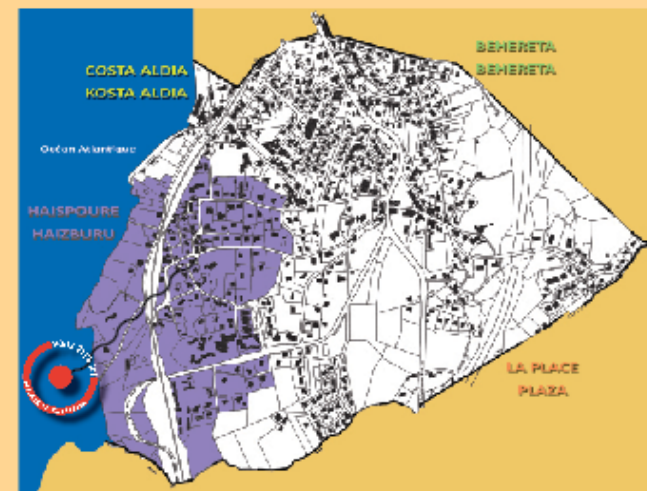 COSTA ALDIA
KOSTA ALDIA
BEHERETA
BEHERETA
Océan Atlantique
HAISPOURE
HAIZBURU
LA PLACE
PLAZA